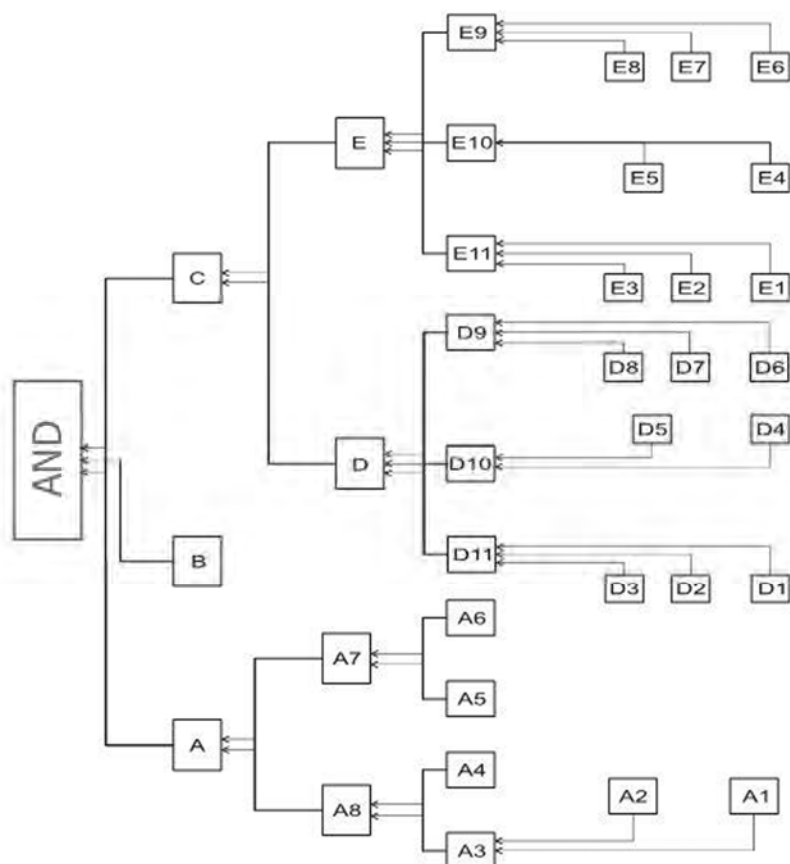 E9
E8 E7 E6
E E10
E5 E4
C E11
E3 E2 E1
D9
D8 D7 D6
D5 D4
AND D D10
B D11
D3 D2 D1
A6
A7
A5
A
A4
A8 A2 A1
A3